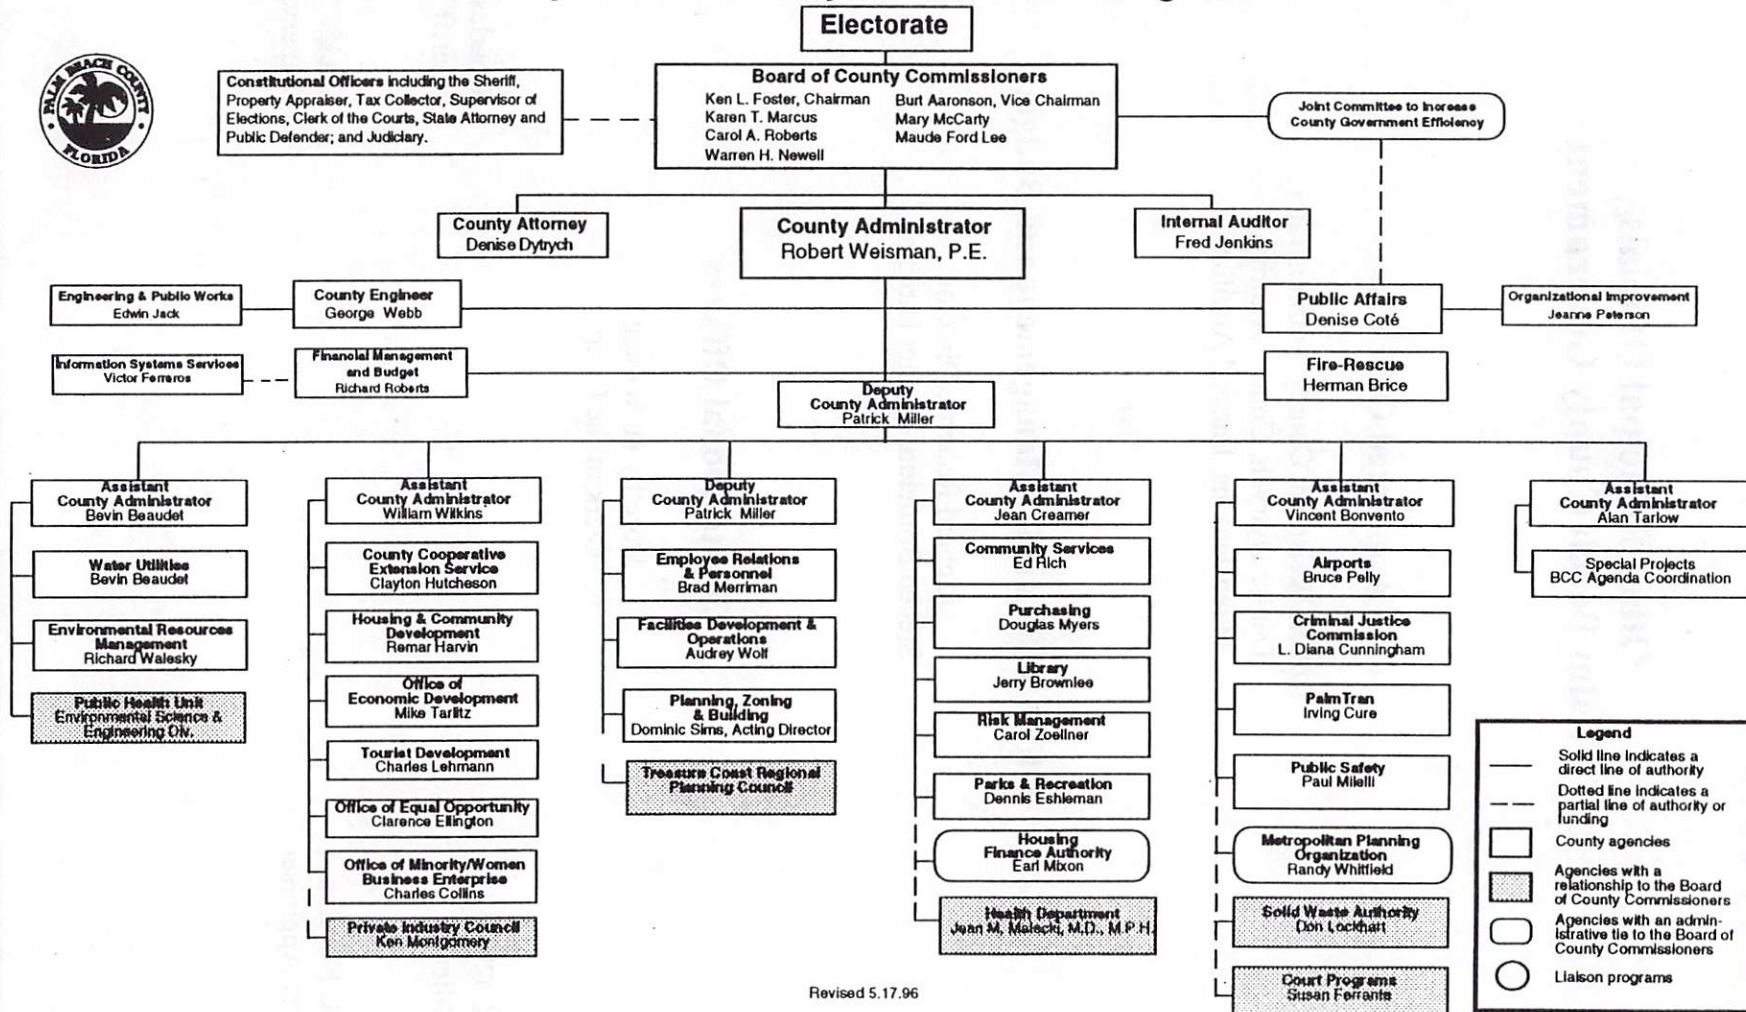 Electorate
PALM BEACH COUNTY
FLORIDA
Constitutional Officers including the Sheriff,
Property Appraiser, Tax Collector, Supervisor of
Elections, Clerk of the Courts, State Attorney and
Public Defender; and Judiciary.
Board of County Commissioners
Ken L. Foster, Chairman
Karen T. Marcus
Carol A. Roberts
Warren H. Newell
Burt Aaronson, Vice Chairman
Mary McCarty
Maude Ford Lee
Joint Committee to Increase
County Government Efficiency
County Attorney
Denise Dytrych
County Administrator
Robert Weisman, P.E.
Internal Auditor
Fred Jenkins
Engineering & Public Works
Edwin Jack
County Engineer
George Webb
Public Affairs
Denise Coté
Organizational Improvement
Jeanne Peterson
Information Systems Services
Victor Ferreros
Financial Management
and Budget
Richard Roberts
Fire-Rescue
Herman Brice
Deputy
County Administrator
Patrick Miller
Assistant
County Administrator
Bevin Beaudet
Water Utilities
Bevin Beaudet
Environmental Resources
Management
Richard Walesky
Public Health Unit
Environmental Science &
Engineering Div.
Assistant
County Administrator
William Wilkins
County Cooperative
Extension Service
Clayton Hutcheson
Housing & Community
Development
Remar Harvin
Office of
Economic Development
Mike Tarlitz
Tourist Development
Charles Lehmann
Office of Equal Opportunity
Clarence Ellington
Office of Minority/Women
Business Enterprise
Charles Collins
Private Industry Council
Ken Montgomery
Deputy
County Administrator
Patrick Miller
Employee Relations
& Personnel
Brad Merriman
Facilities Development &
Operations
Audrey Wolf
Planning, Zoning
& Building
Dominic Sims, Acting Director
Treasure Coast Regional
Planning Council
Assistant
County Administrator
Jean Creamer
Community Services
Ed Rich
Purchasing
Douglas Myers
Library
Jerry Brownlee
Risk Management
Carol Zoellner
Parks & Recreation
Dennis Eshleman
Housing
Finance Authority
Earl Mixon
Health Department
Jean M. Malecki, M.D., M.P.H.
Assistant
County Administrator
Vincent Bonvento
Airports
Bruce Pelly
Criminal Justice
Commission
L. Diana Cunningham
PalmTran
Irving Cure
Public Safety
Paul Milelli
Metropolitan Planning
Organization
Randy Whitfield
Solid Waste Authority
Don Lockhart
Court Programs
Susan Ferrante
Assistant
County Administrator
Alan Tarlow
Special Projects
BCC Agenda Coordination
Legend
Solid line indicates a
direct line of authority
Dotted line indicates a
partial line of authority or
funding
County agencies
Agencies with a
relationship to the Board
of County Commissioners
Agencies with an admin-
istrative tie to the Board of
County Commissioners
Liaison programs
Revised 5.17.96